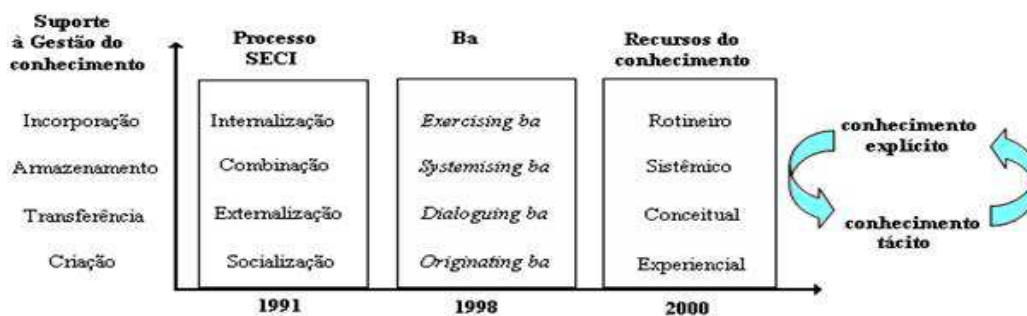 Suporte
à Gestão do
conhecimento
Processo
SECI
Ba
Recursos do
conhecimento
Incorporação
Internalização
Exercising ba
Rotineiro
Armazenamento
Combinação
Systemising ba
Sistêmico
Transferência
Externalização
Dialoguing ba
Conceitual
Criação
Socialização
Originating ba
Experiencial
conhecimento
explícito
conhecimento
tácito
1991
1998
2000